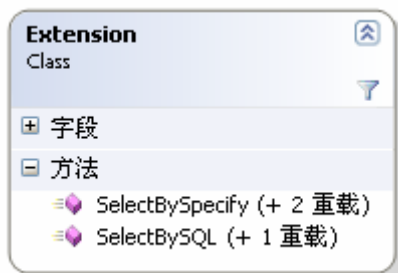 Extension
Class
字段
方法
SelectBySpecify (+ 2 重载)
SelectBySQL (+ 1 重载)